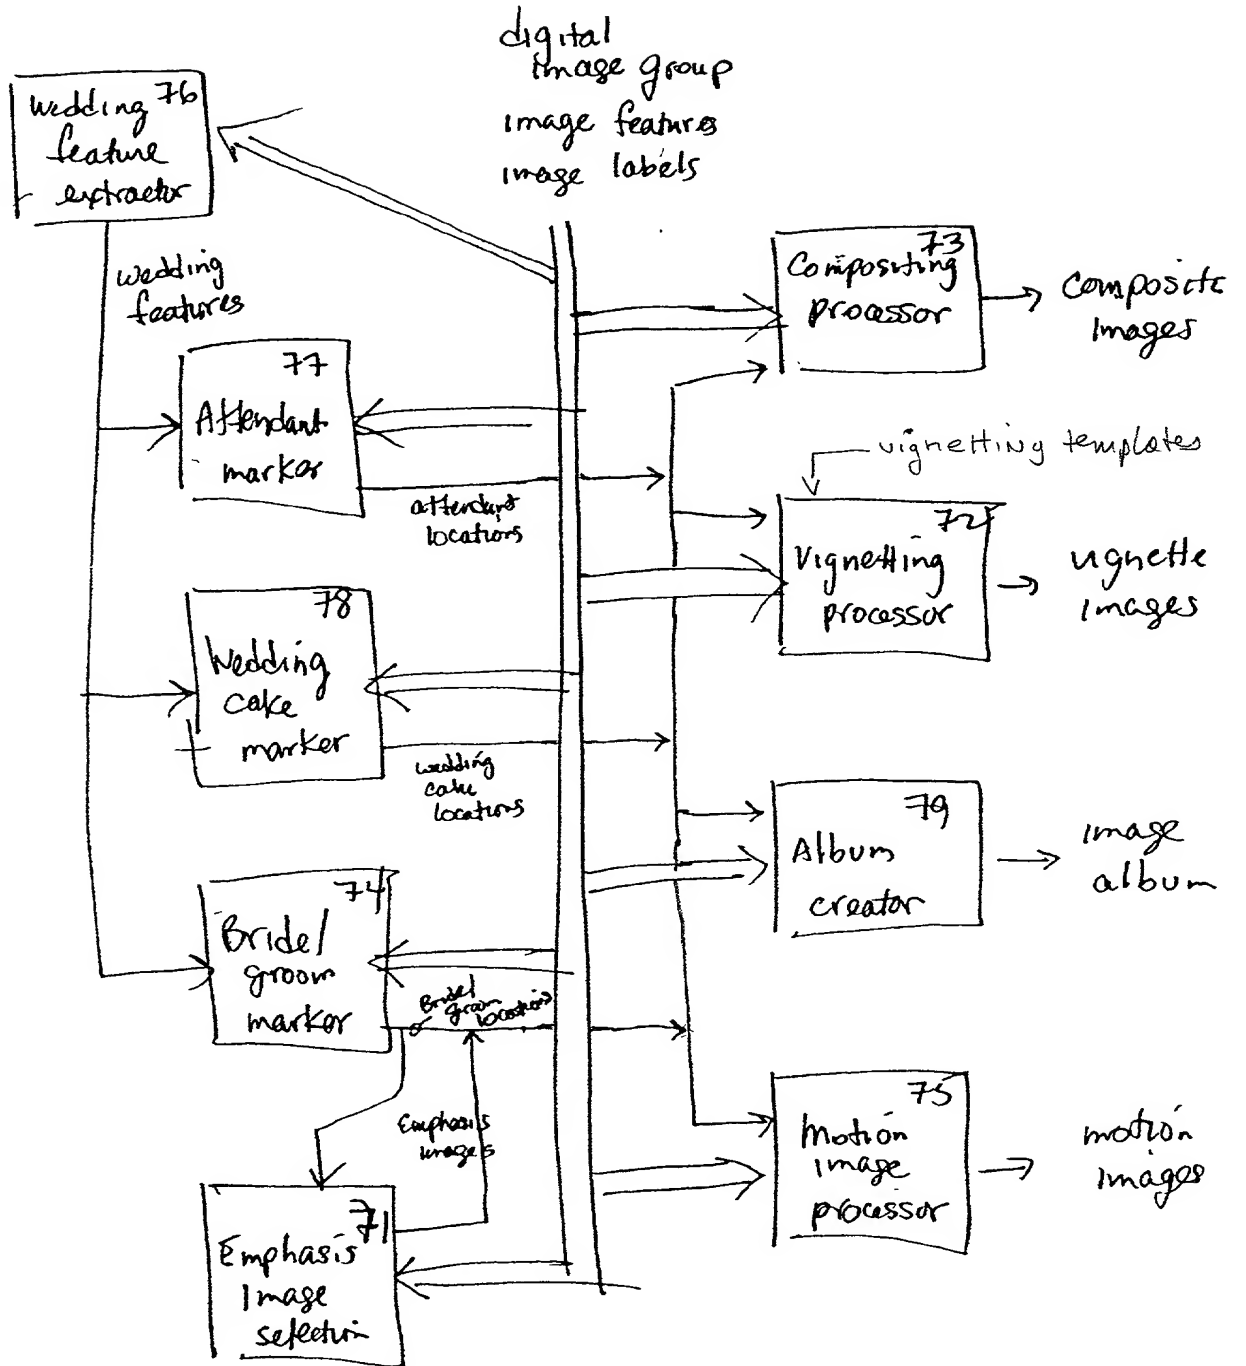 digital
image group
image features
image labels
76
Wedding
feature
extractor
wedding
features
77
Attendant
marker
attendant
locations
78
Wedding
cake
marker
wedding
cake
locations
74
Bride/
groom
marker
Bride/
groom
locations
Emphasis
images
71
Emphasis
Image
selection
73
Compositing
processor
composite
images
vignetting templates
72
Vignetting
processor
vignette
images
79
Album
creator
image
album
75
Motion
image
processor
motion
images